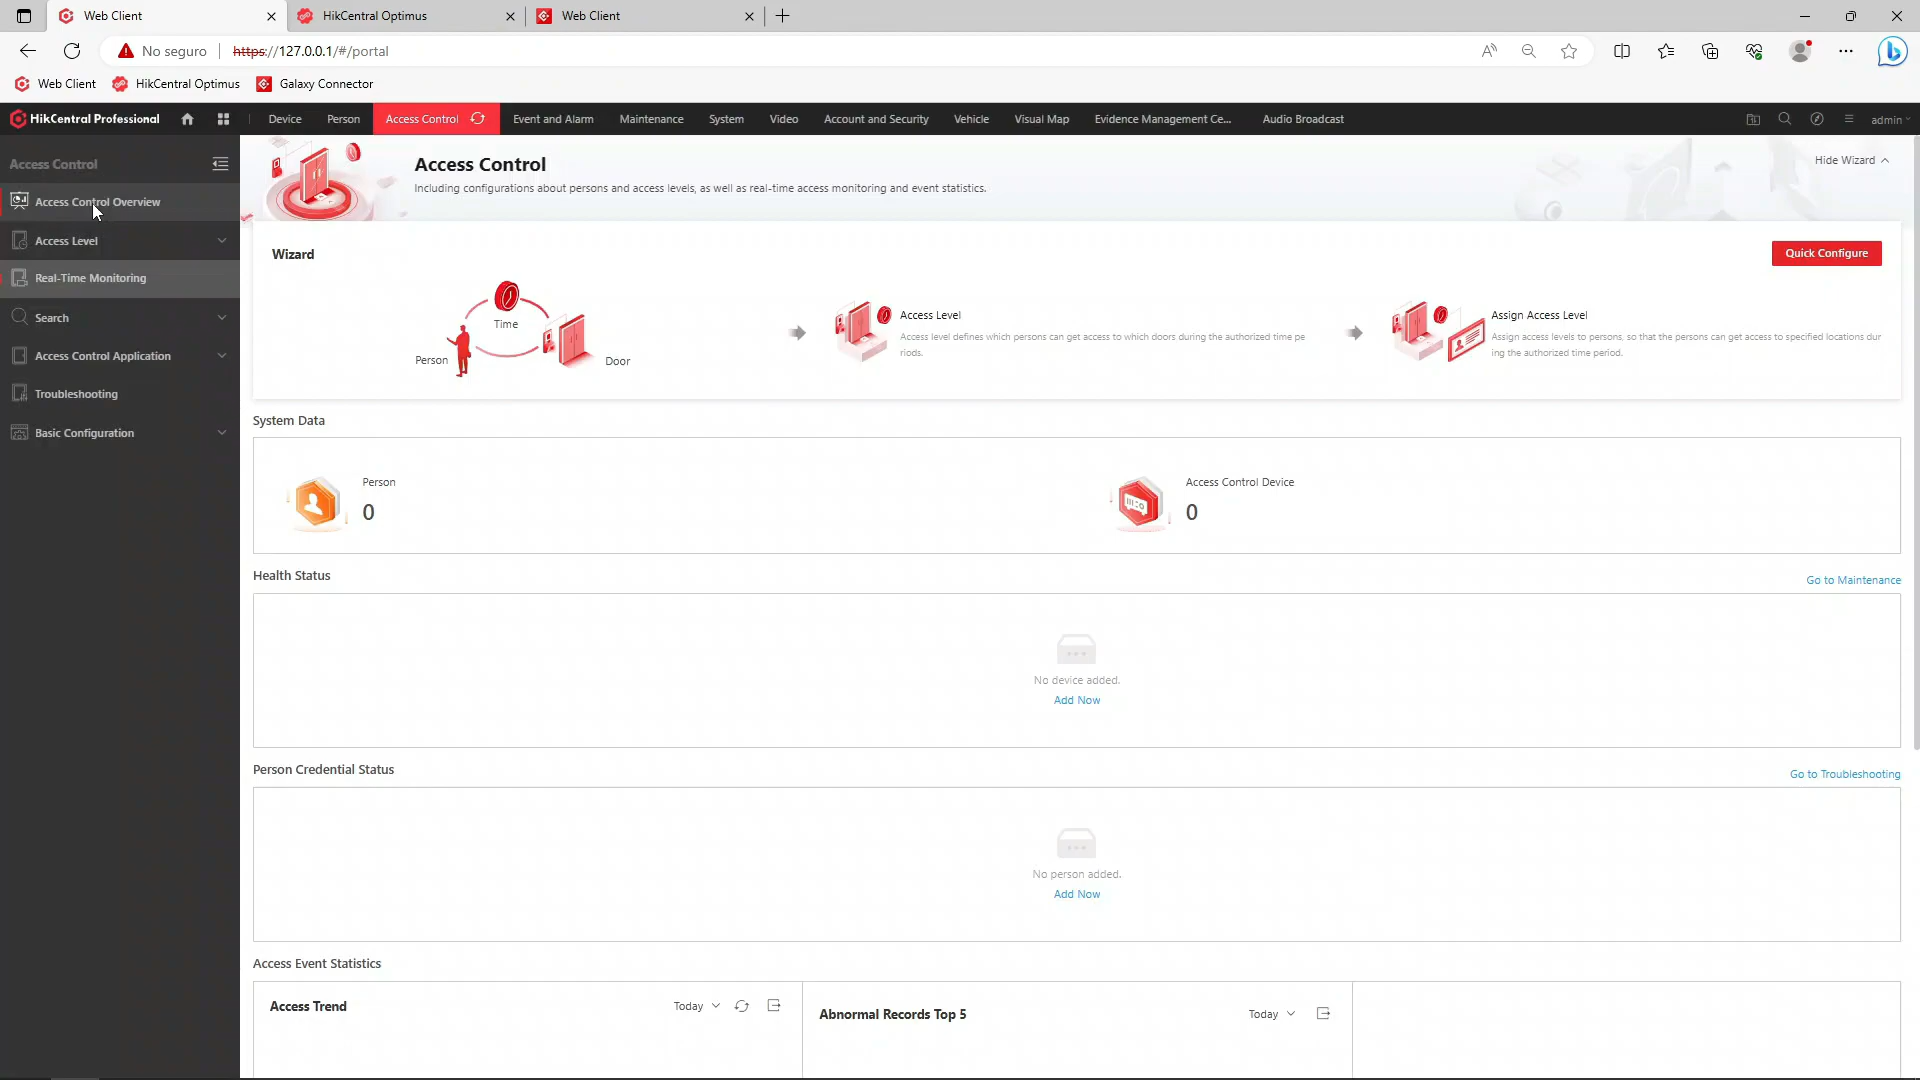 Web Client
HikCentral Optimus
Web Client
No seguro
https://127.0.0.1/#/portal
Web Client
HikCentral Optimus
Galaxy Connector
HikCentral Professional
Device
Person
Access Control
Event and Alarm
Maintenance
System
Video
Account and Security
Vehicle
Visual Map
Evidence Management Ce...
Audio Broadcast
admin
Access Control
Access Control Overview
Access Level
Real-Time Monitoring
Search
Access Control Application
Troubleshooting
Basic Configuration
Access Control
Including configurations about persons and access levels, as well as real-time access monitoring and event statistics.
Hide Wizard
Wizard
Quick Configure
Time
Person
Door
Access Level
Access level defines which persons can get access to which doors during the authorized time pe
riods.
Assign Access Level
Assign access levels to persons, so that the persons can get access to specified locations dur
ing the authorized time period.
System Data
Person
0
Access Control Device
0
Health Status
Go to Maintenance
No device added.
Add Now
Person Credential Status
Go to Troubleshooting
No person added.
Add Now
Access Event Statistics
Access Trend
Today
Abnormal Records Top 5
Today